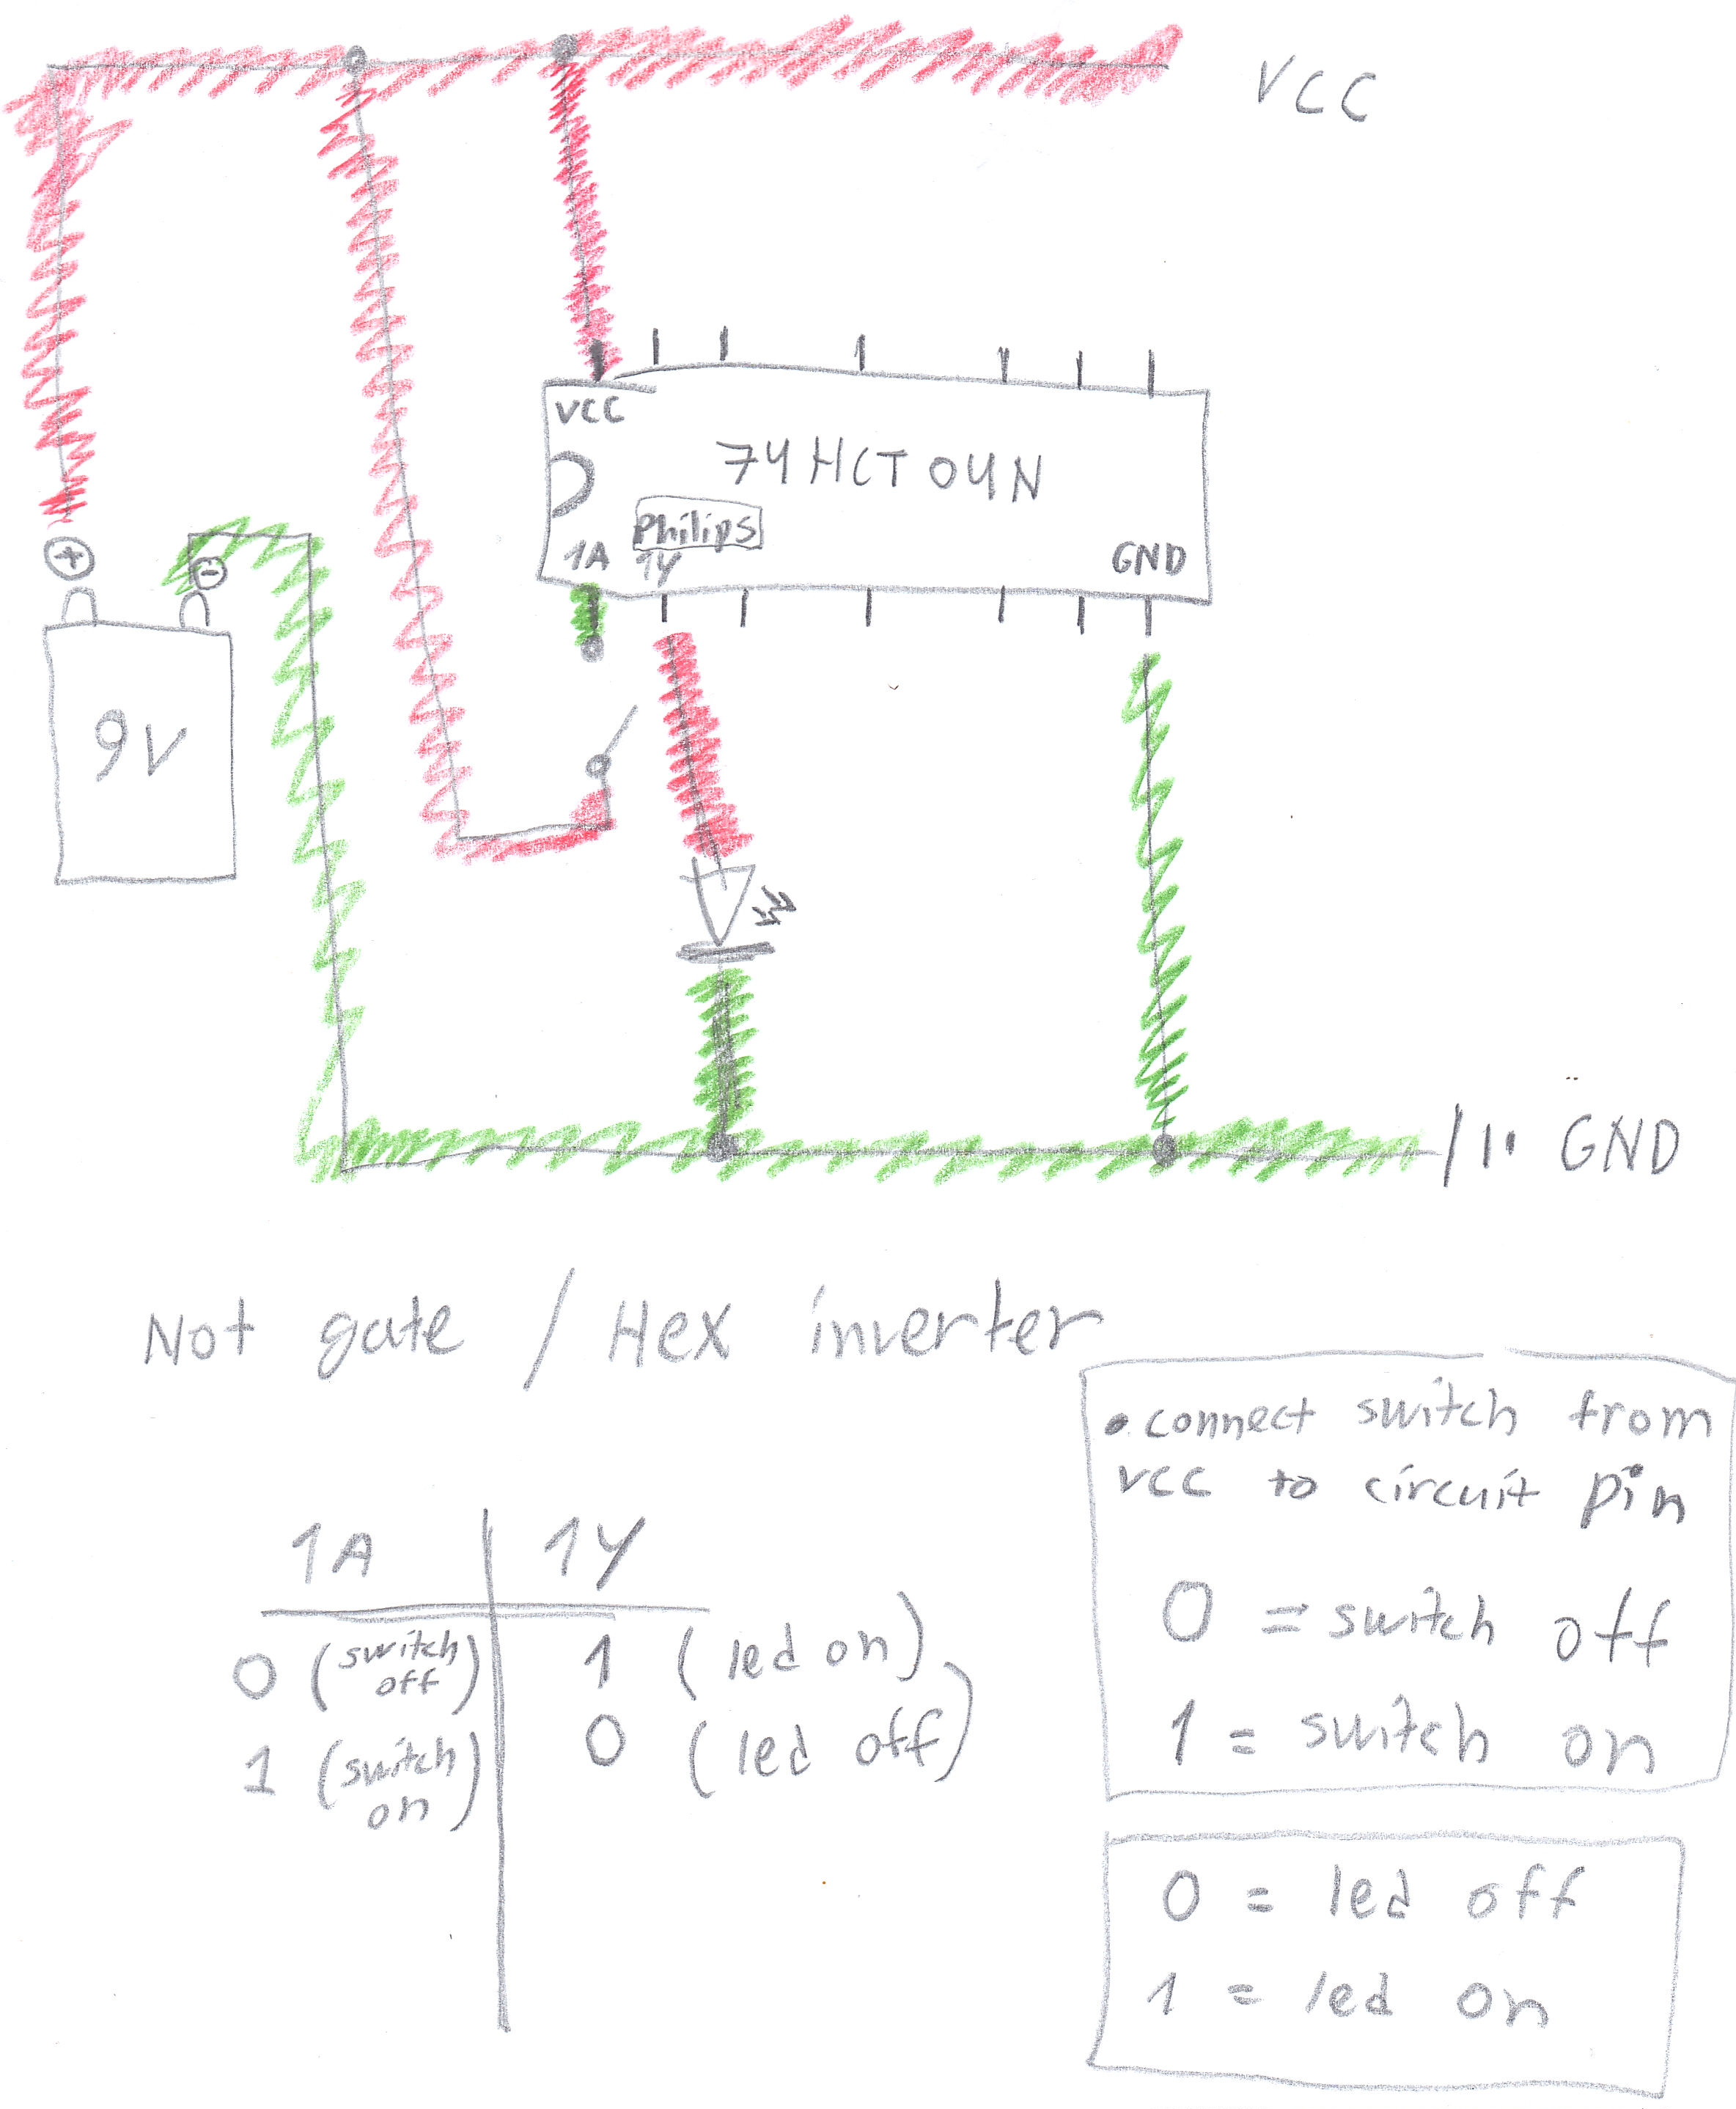 VCC
VCC
74HCT04N
Philips
1A 1Y GND
+
-
9V
GND
Not gate / Hex inverter
• connect switch from
VCC to circuit pin
0 = switch off
1 = switch on
1A 1Y
0 (switch off) 1 (led on)
1 (switch on) 0 (led off)
0 = led off
1 = led on